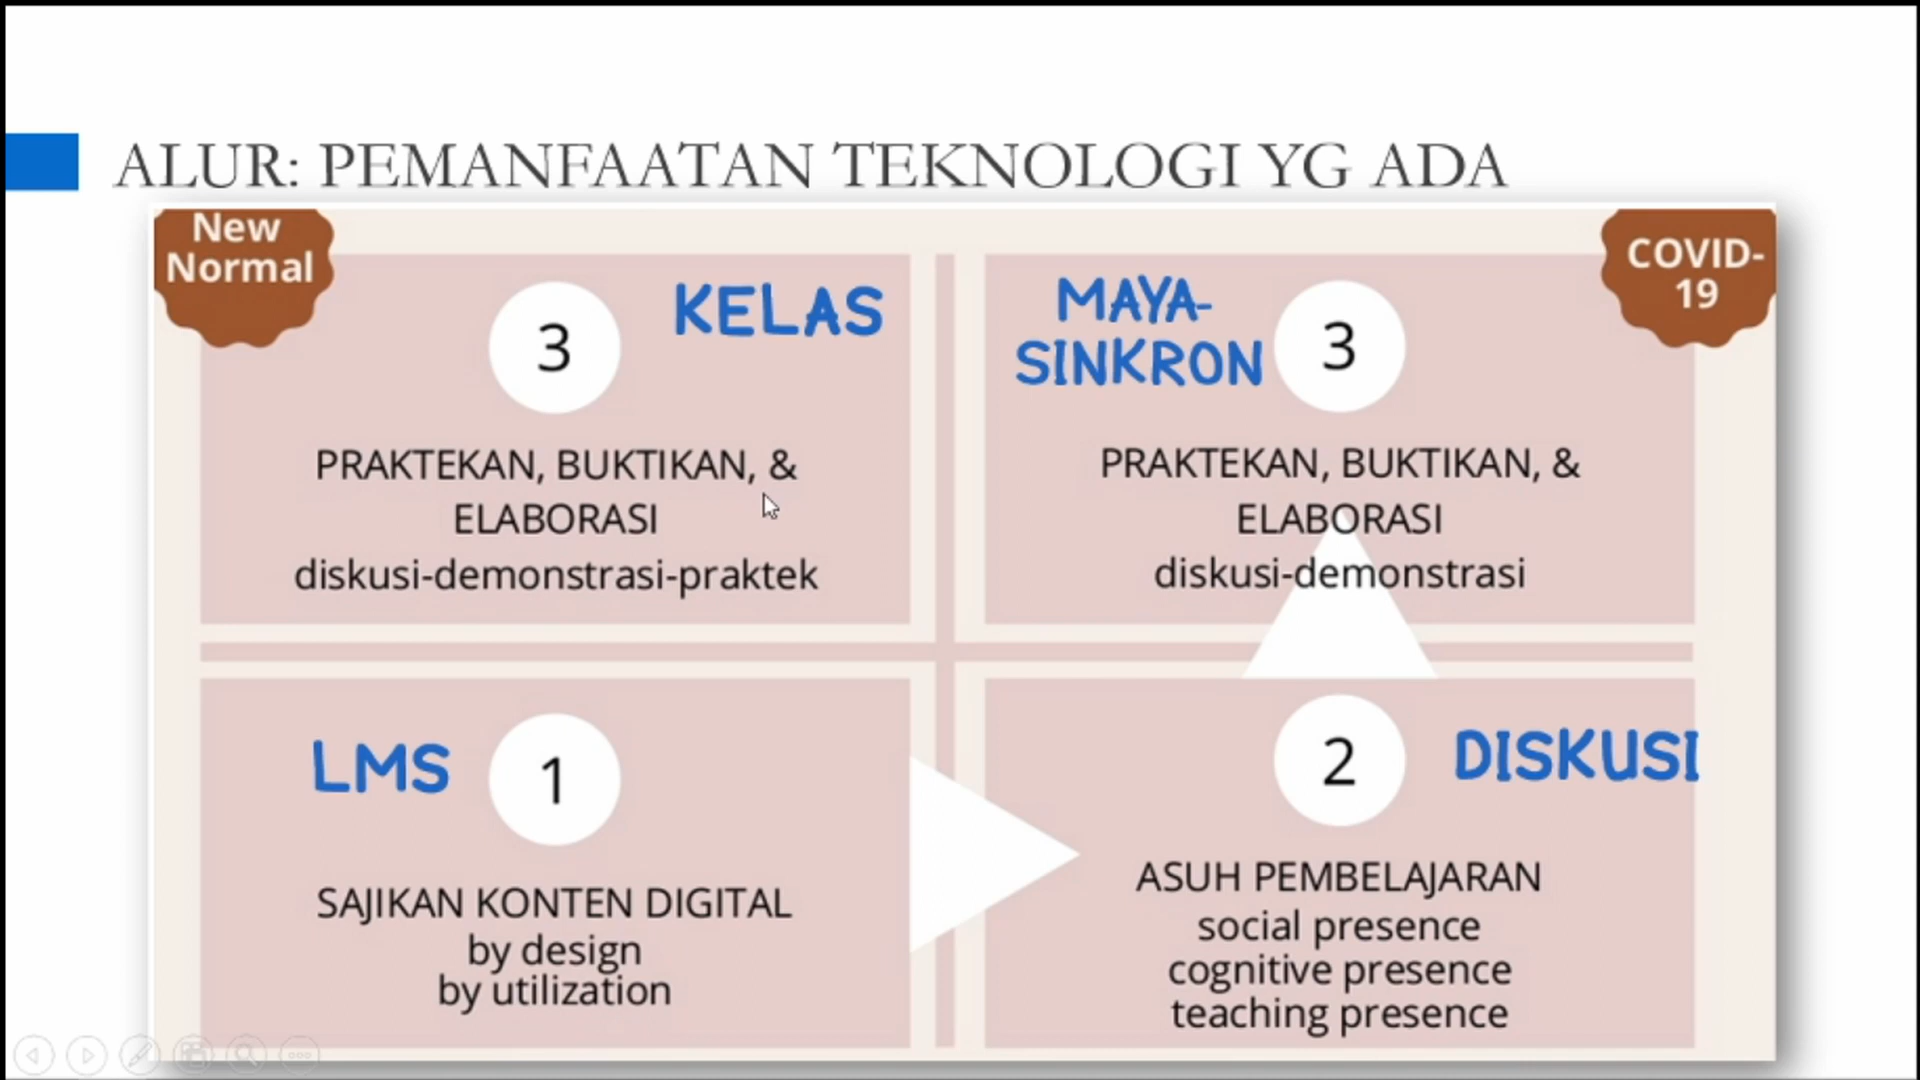 ALUR: PEMANFAATAN TEKNOLOGI YG ADA
New
Normal
COVID-
19
3
KELAS
PRAKTEKAN, BUKTIKAN, &
ELABORASI
diskusi-demonstrasi-praktek
MAYA-
SINKRON
3
PRAKTEKAN, BUKTIKAN, &
ELABORASI
diskusi-demonstrasi
LMS
1
SAJIKAN KONTEN DIGITAL
by design
by utilization
2
DISKUSI
ASUH PEMBELAJARAN
social presence
cognitive presence
teaching presence